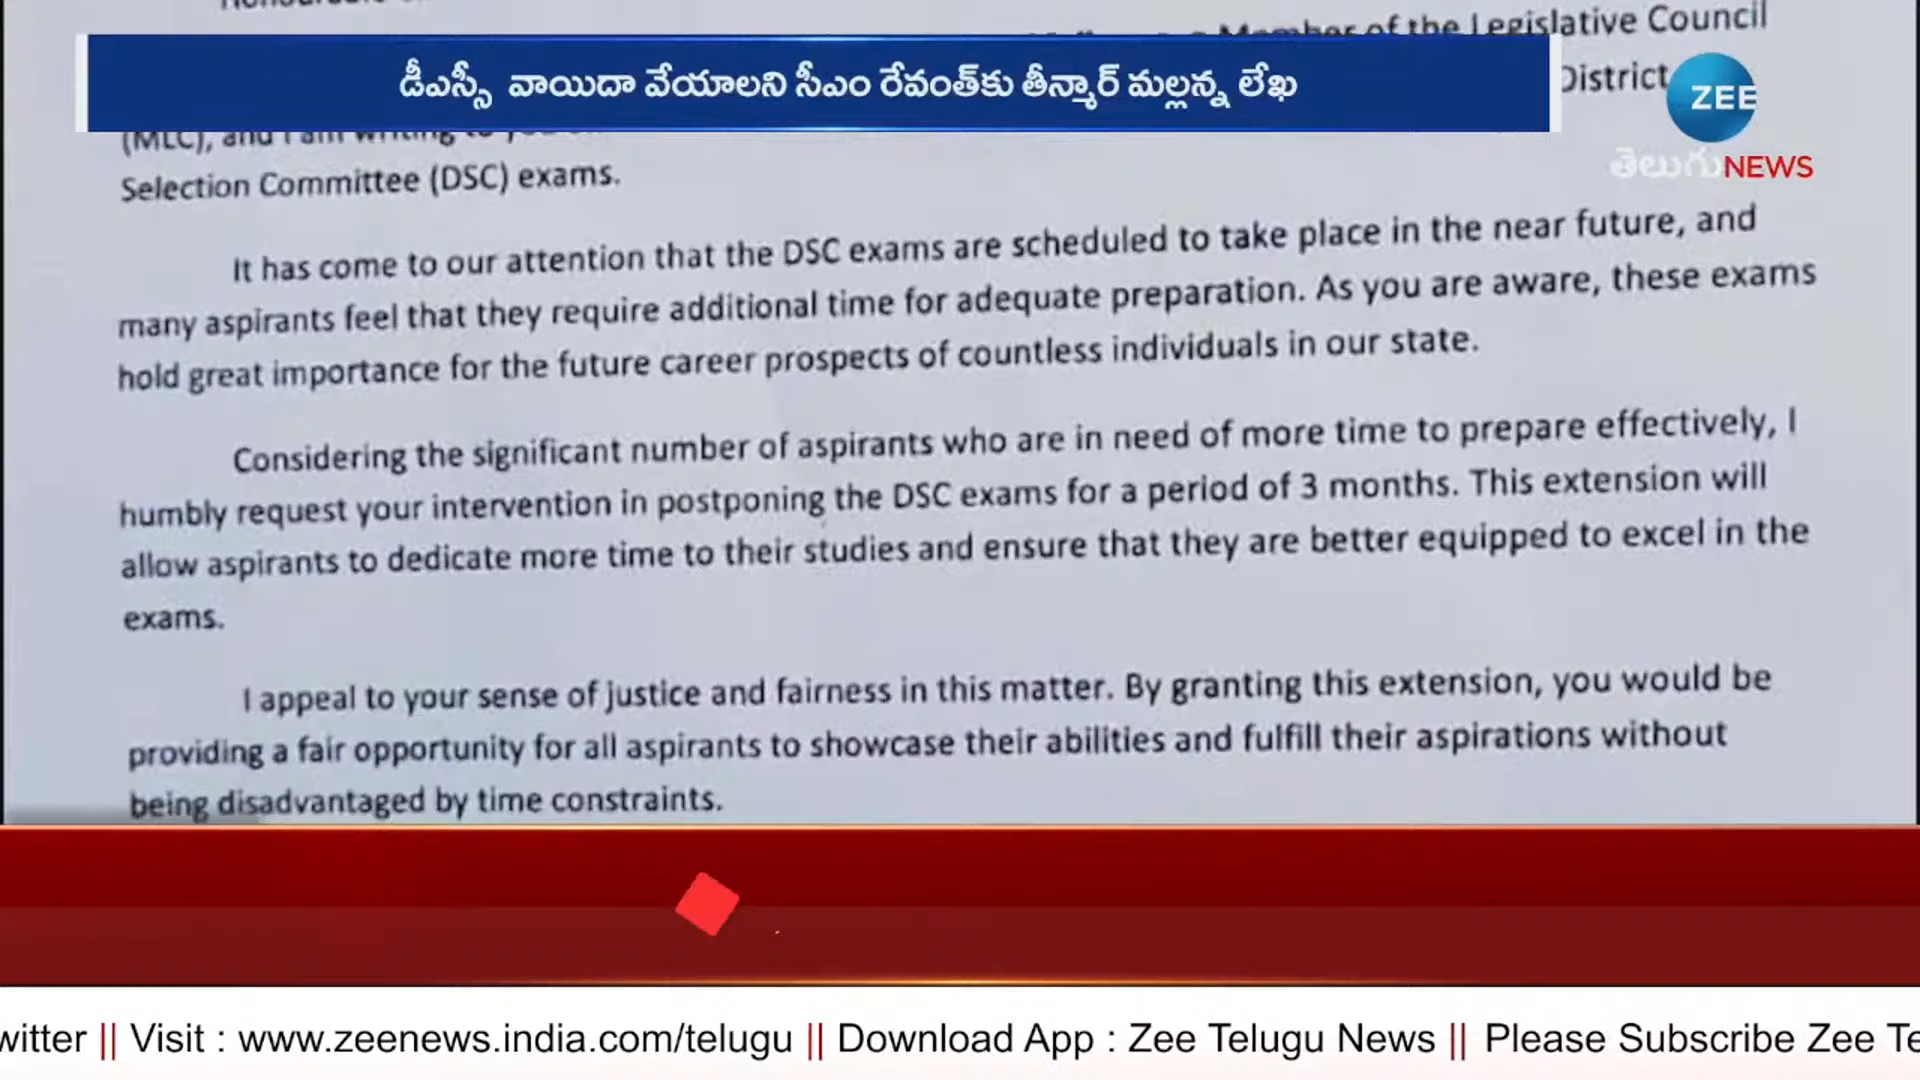 Member of the Legislative Council
డీఎస్సీ వాయిదా వేయాలని సీఎం రేవంత్‌కు తీన్మార్ మల్లన్న లేఖ
District
ZEE
తెలుగు NEWS
(MLC), and I am writing to you
Selection Committee (DSC) exams.
It has come to our attention that the DSC exams are scheduled to take place in the near future, and
many aspirants feel that they require additional time for adequate preparation. As you are aware, these exams
hold great importance for the future career prospects of countless individuals in our state.
Considering the significant number of aspirants who are in need of more time to prepare effectively, I
humbly request your intervention in postponing the DSC exams for a period of 3 months. This extension will
allow aspirants to dedicate more time to their studies and ensure that they are better equipped to excel in the
exams.
I appeal to your sense of justice and fairness in this matter. By granting this extension, you would be
providing a fair opportunity for all aspirants to showcase their abilities and fulfill their aspirations without
being disadvantaged by time constraints.
witter || Visit : www.zeenews.india.com/telugu || Download App : Zee Telugu News || Please Subscribe Zee Te